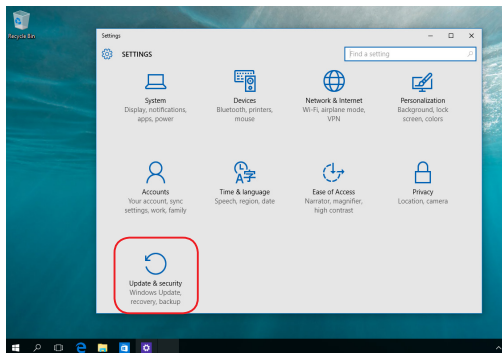 Recycle Bin
Settings
SETTINGS
Find a setting
System
Display, notifications,
apps, power
Devices
Bluetooth, printers,
mouse
Network & Internet
Wi-Fi, airplane mode,
VPN
Personalization
Background, lock
screen, colors
Accounts
Your account, sync
settings, work, family
Time & language
Speech, region, date
Ease of Access
Narrator, magnifier,
high contrast
Privacy
Location, camera
Update & security
Windows Update,
recovery, backup